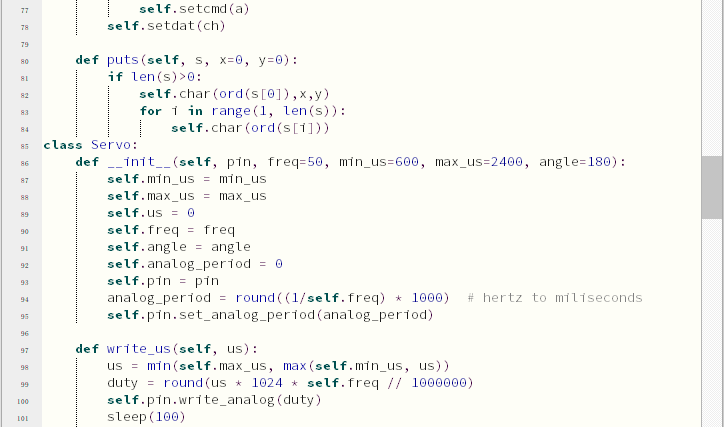 77 self.setcmd(a)
78 self.setdat(ch)
79
80 def puts(self, s, x=0, y=0):
81 if len(s)>0:
82 self.char(ord(s[0]),x,y)
83 for i in range(1, len(s)):
84 self.char(ord(s[i]))
85 class Servo:
86 def __init__(self, pin, freq=50, min_us=600, max_us=2400, angle=180):
87 self.min_us = min_us
88 self.max_us = max_us
89 self.us = 0
90 self.freq = freq
91 self.angle = angle
92 self.analog_period = 0
93 self.pin = pin
94 analog_period = round((1/self.freq) * 1000)  # hertz to miliseconds
95 self.pin.set_analog_period(analog_period)
96
97 def write_us(self, us):
98 us = min(self.max_us, max(self.min_us, us))
99 duty = round(us * 1024 * self.freq // 1000000)
100 self.pin.write_analog(duty)
101 sleep(100)